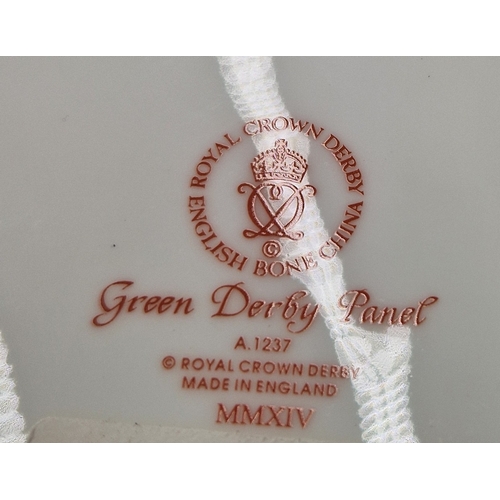 ROYAL CROWN DERBY
ENGLISH BONE CHINA
©
Green Derby Panel
A.1237
© ROYAL CROWN DERBY
MADE IN ENGLAND
MMXIV